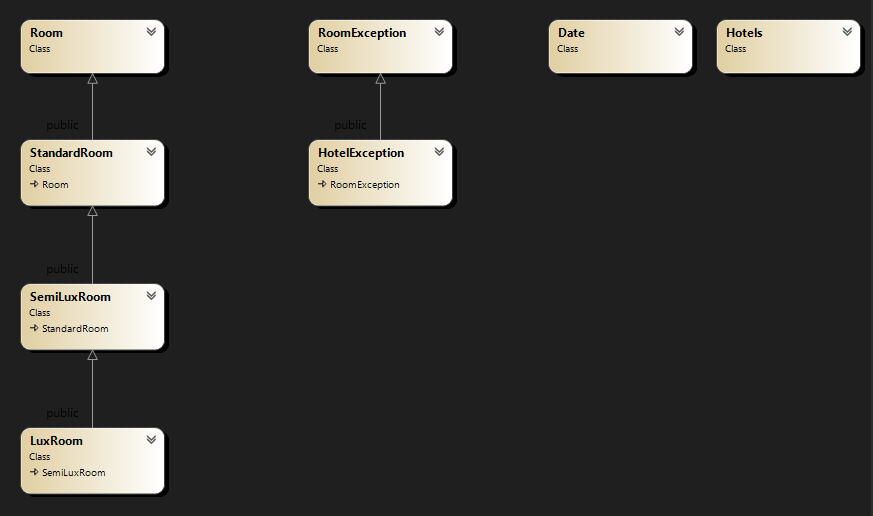 Room
Class
RoomException
Class
Date
Class
Hotels
Class
public
public
StandardRoom
Class
Room
HotelException
Class
RoomException
public
SemiLuxRoom
Class
StandardRoom
public
LuxRoom
Class
SemiLuxRoom